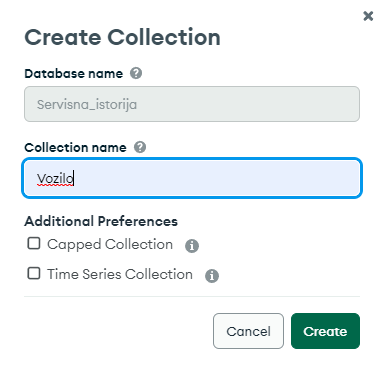 Create Collection
Database name
Servisna_istorija
Collection name
Vozilo
Additional Preferences
Capped Collection
Time Series Collection
Cancel Create